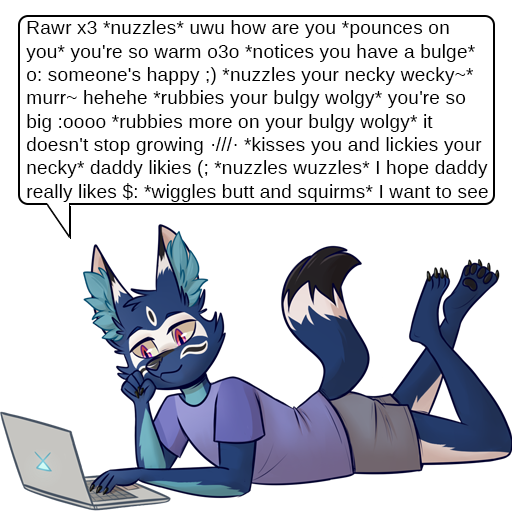 Rawr x3 *nuzzles* uwu how are you *pounces on
you* you're so warm o3o *notices you have a bulge*
o: someone's happy ;) *nuzzles your necky wecky~*
murr~ hehehe *rubbies your bulgy wolgy* you're so
big :oooo *rubbies more on your bulgy wolgy* it
doesn't stop growing ·///· *kisses you and lickies your
necky* daddy likies (; *nuzzles wuzzles* I hope daddy
really likes $: *wiggles butt and squirms* I want to see